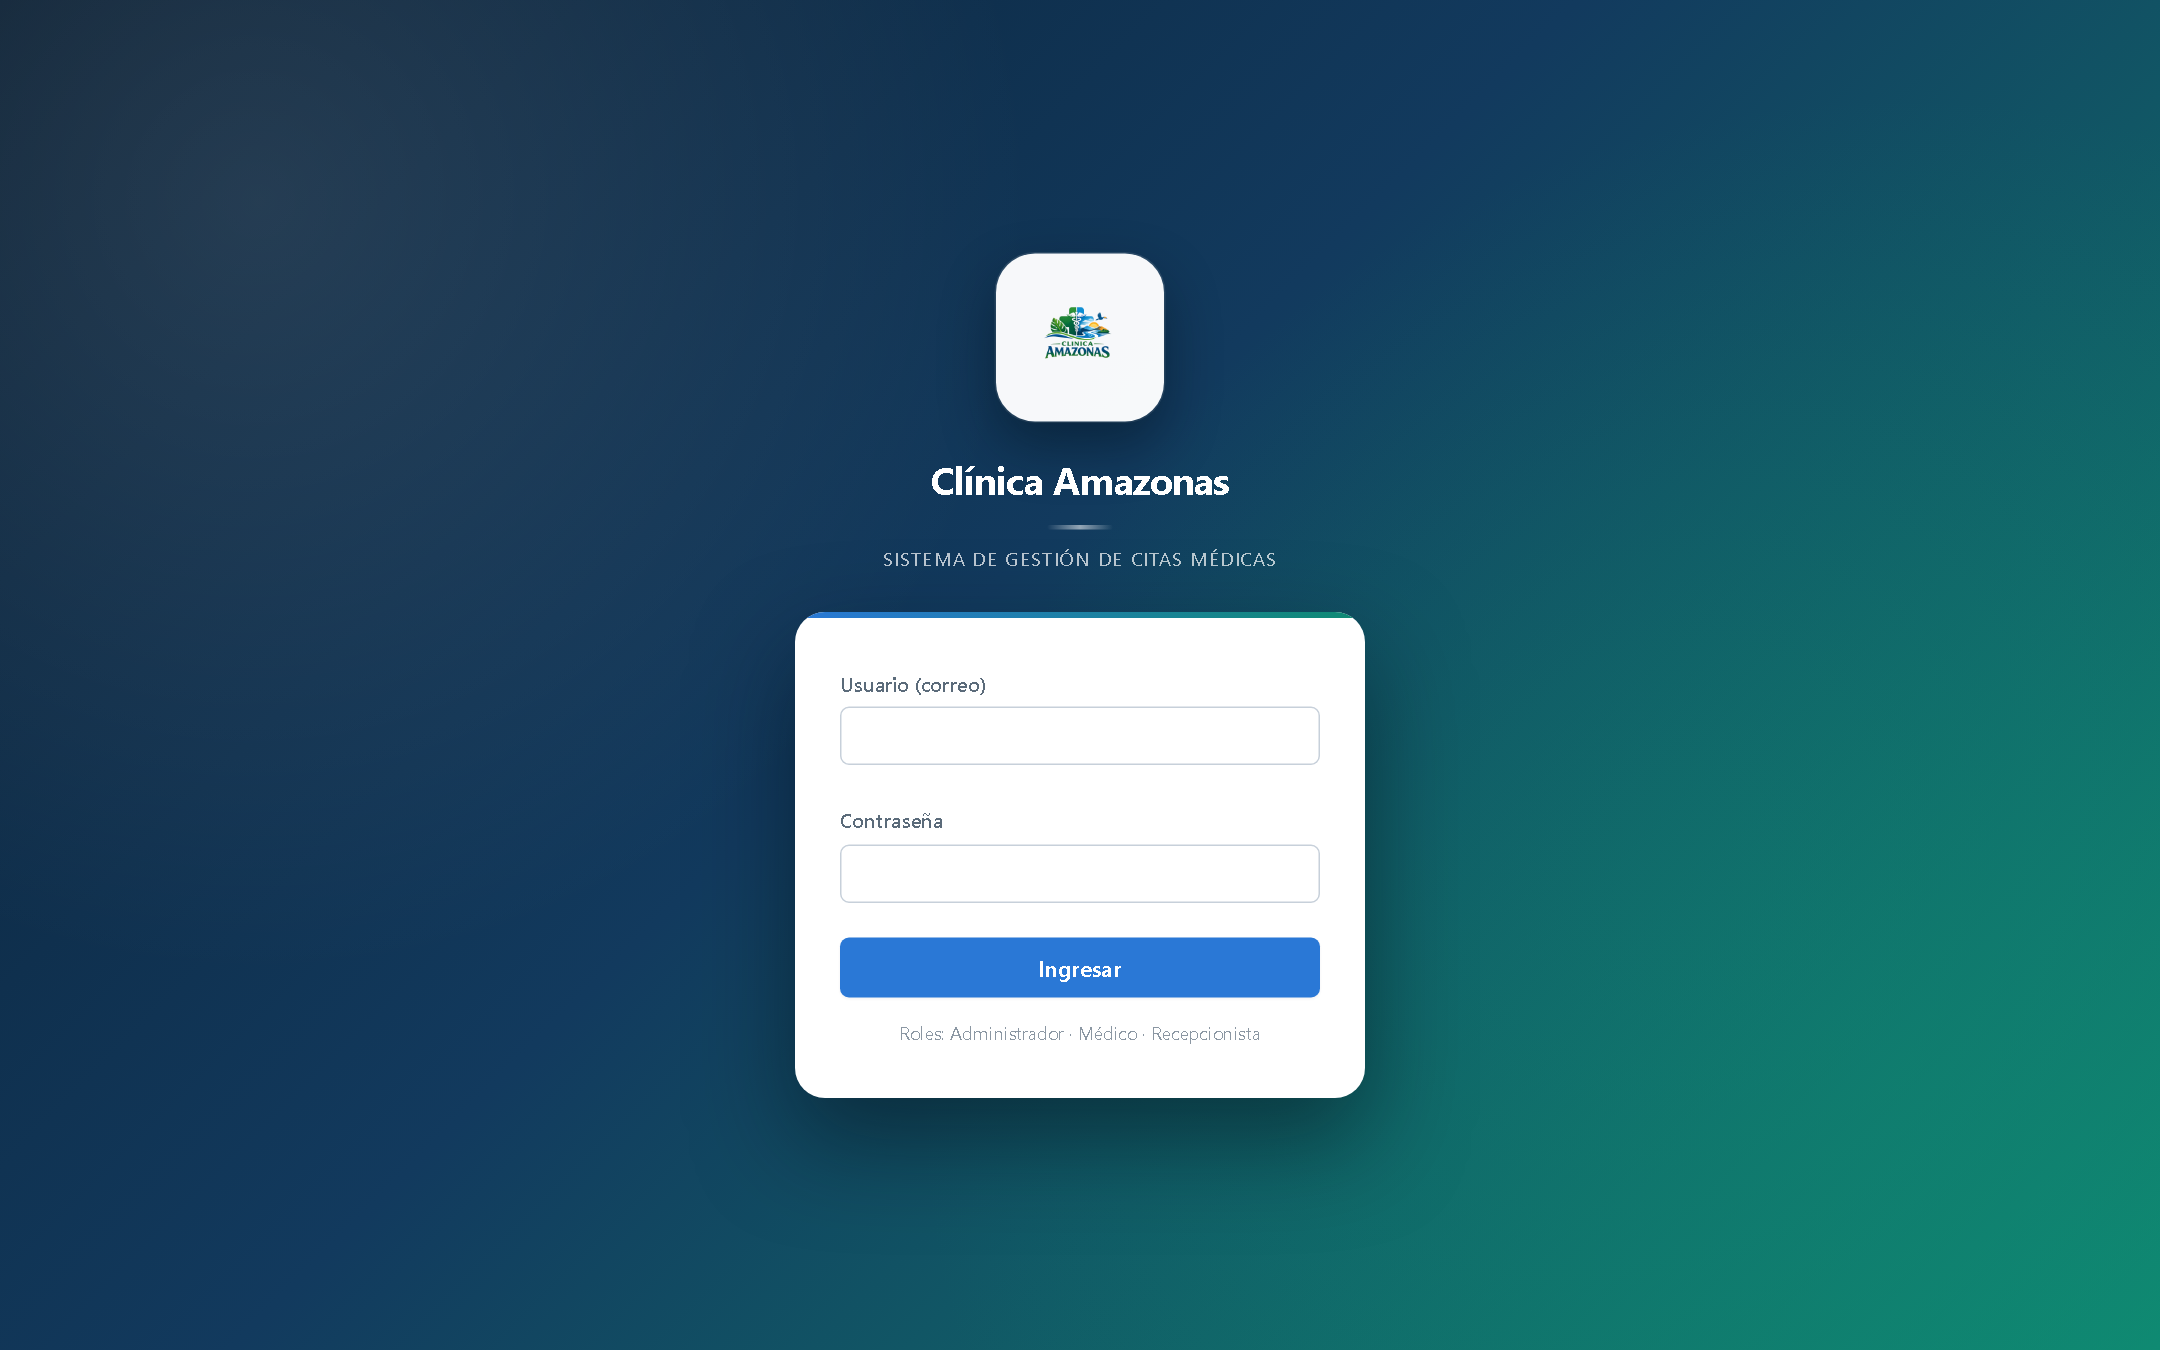 CLINICA
AMAZONAS
Clínica Amazonas
SISTEMA DE GESTIÓN DE CITAS MÉDICAS
Usuario (correo)
Contraseña
Ingresar
Roles: Administrador · Médico · Recepcionista